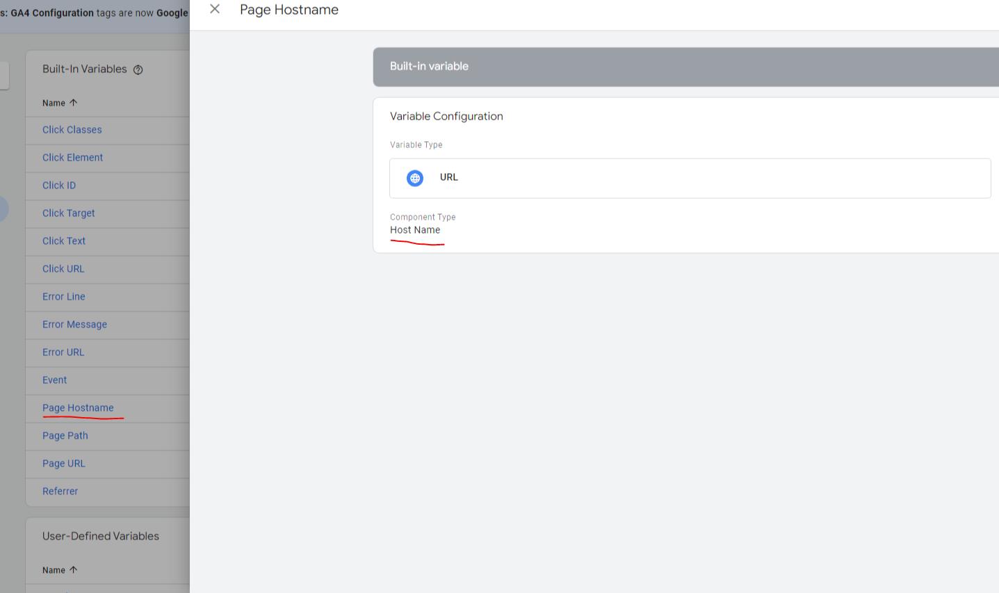 s: GA4 Configuration tags are now Google
Built-In Variables
Name
Click Classes
Click Element
Click ID
Click Target
Click Text
Click URL
Error Line
Error Message
Error URL
Event
Page Hostname
Page Path
Page URL
Referrer
User-Defined Variables
Name
Page Hostname
Built-in variable
Variable Configuration
Variable Type
URL
Component Type
Host Name